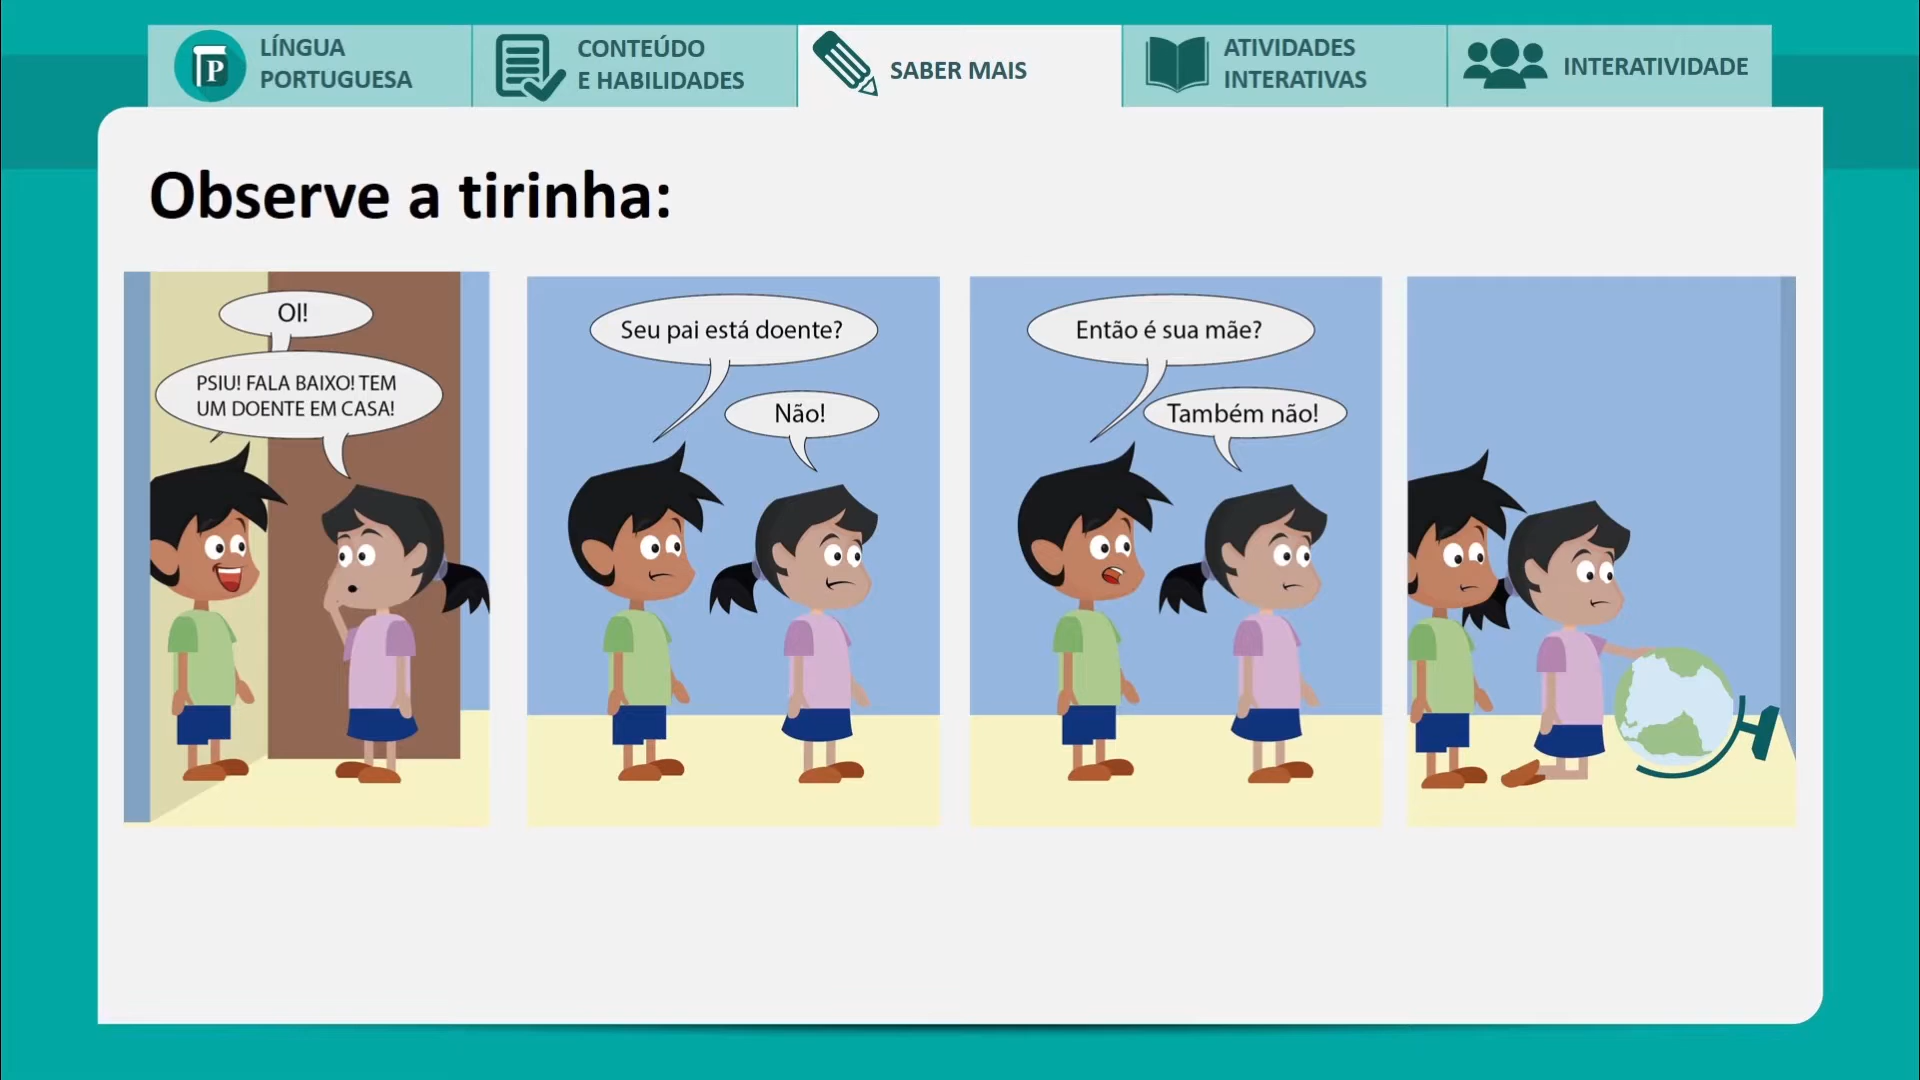 LÍNGUA
PORTUGUESA
CONTEÚDO
E HABILIDADES
SABER MAIS
ATIVIDADES
INTERATIVAS
INTERATIVIDADE
P
Observe a tirinha:
OI!
PSIU! FALA BAIXO! TEM
UM DOENTE EM CASA!
Seu pai está doente?
Não!
Então é sua mãe?
Também não!